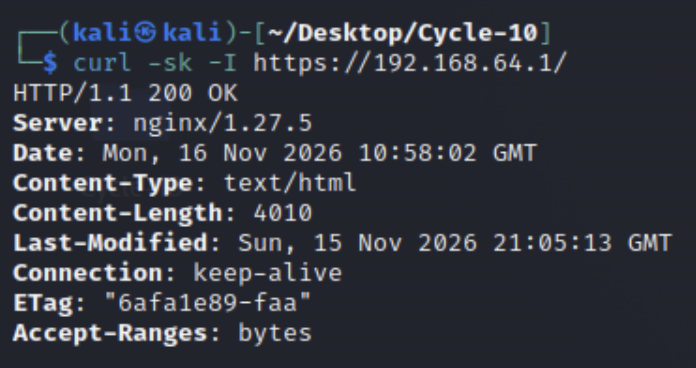 ┌──(kali㉿kali)-[~/Desktop/Cycle-10]
└─$ curl -sk -I https://192.168.64.1/
HTTP/1.1 200 OK
Server: nginx/1.27.5
Date: Mon, 16 Nov 2026 10:58:02 GMT
Content-Type: text/html
Content-Length: 4010
Last-Modified: Sun, 15 Nov 2026 21:05:13 GMT
Connection: keep-alive
ETag: "6afa1e89-faa"
Accept-Ranges: bytes